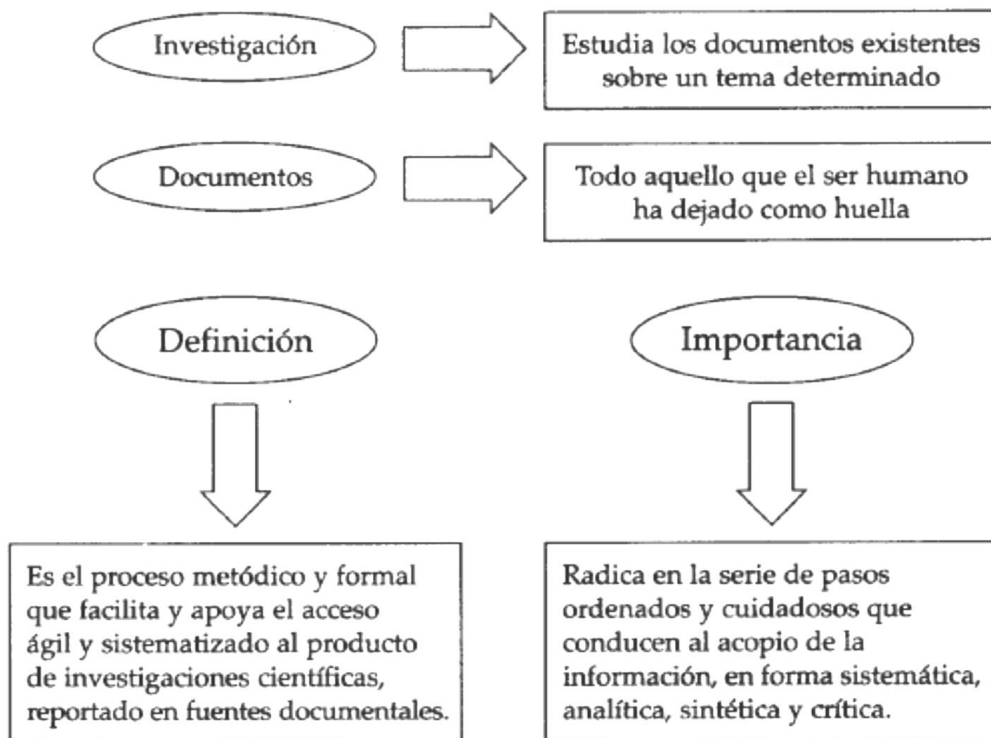 Investigación
Estudia los documentos existentes
sobre un tema determinado
Documentos
Todo aquello que el ser humano
ha dejado como huella
Definición
Importancia
Es el proceso metódico y formal
que facilita y apoya el acceso
ágil y sistematizado al producto
de investigaciones científicas,
reportado en fuentes documentales.
Radica en la serie de pasos
ordenados y cuidadosos que
conducen al acopio de la
información, en forma sistemática,
analítica, sintética y crítica.